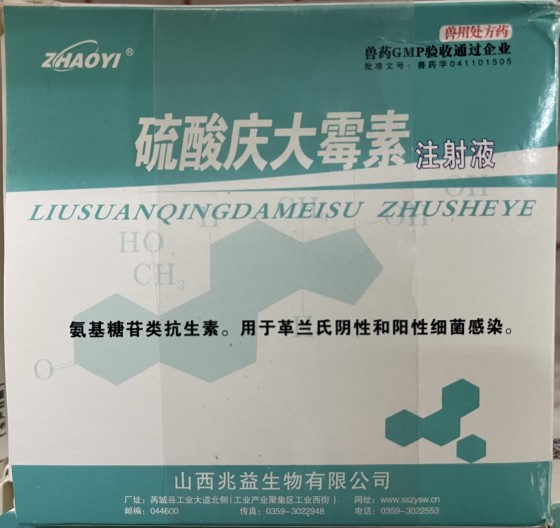 ZHAOYI®
兽用处方药
兽药GMP验收通过企业
批准文号：兽药字041101505
硫酸庆大霉素注射液
LIUSUANQINGDAMEISU ZHUSHEYE
H CH OH
HO OH
CH₃
H
O
氨基糖苷类抗生素。用于革兰氏阴性和阳性细菌感染。
山西兆益生物有限公司
厂址：芮城县工业大道北侧（工业产业聚集区工业西街） 网址：www.sxzysw.cn
邮编：044600 传真：0359-3022948 电话：0359-3022553